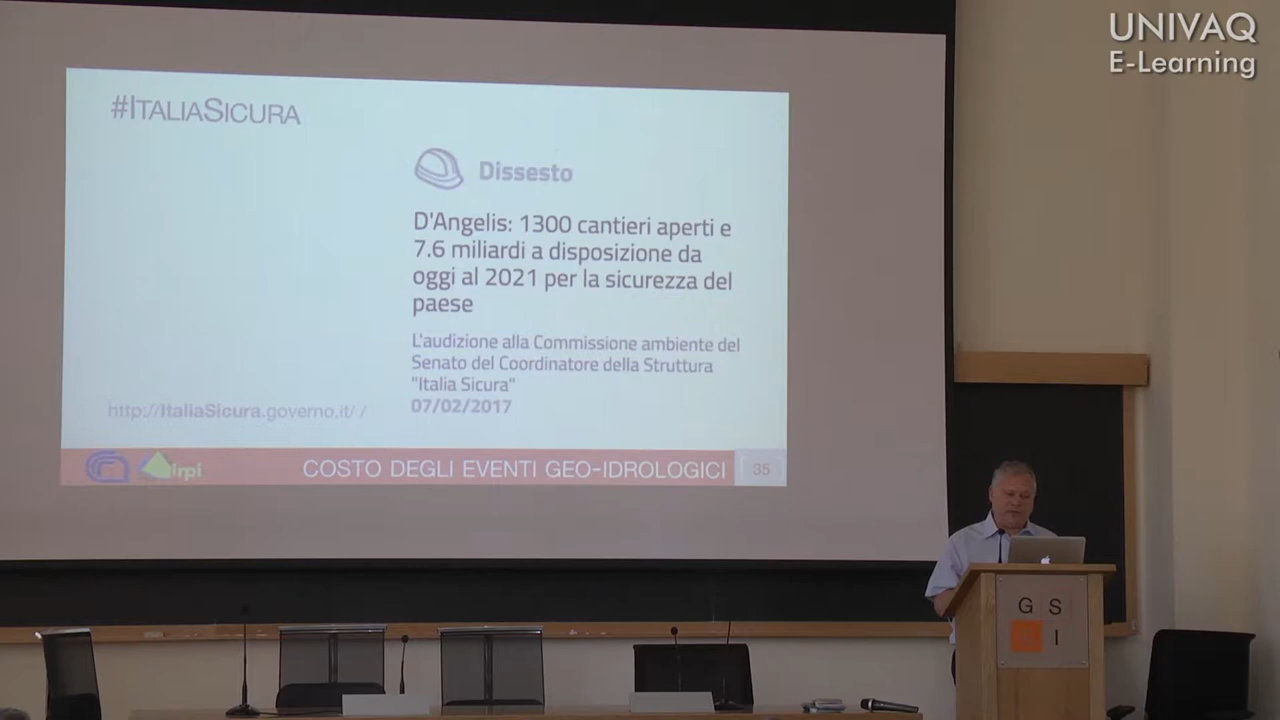 UNIVAQ
E-Learning
#ITALIASICURA
Dissesto
D'Angelis: 1300 cantieri aperti e
7.6 miliardi a disposizione da
oggi al 2021 per la sicurezza del
paese
L'audizione alla Commissione ambiente del
Senato del Coordinatore della Struttura
"Italia Sicura"
07/02/2017
http://ItaliaSicura.governo.it/ /
irpi
COSTO DEGLI EVENTI GEO-IDROLOGICI
35
G S
I